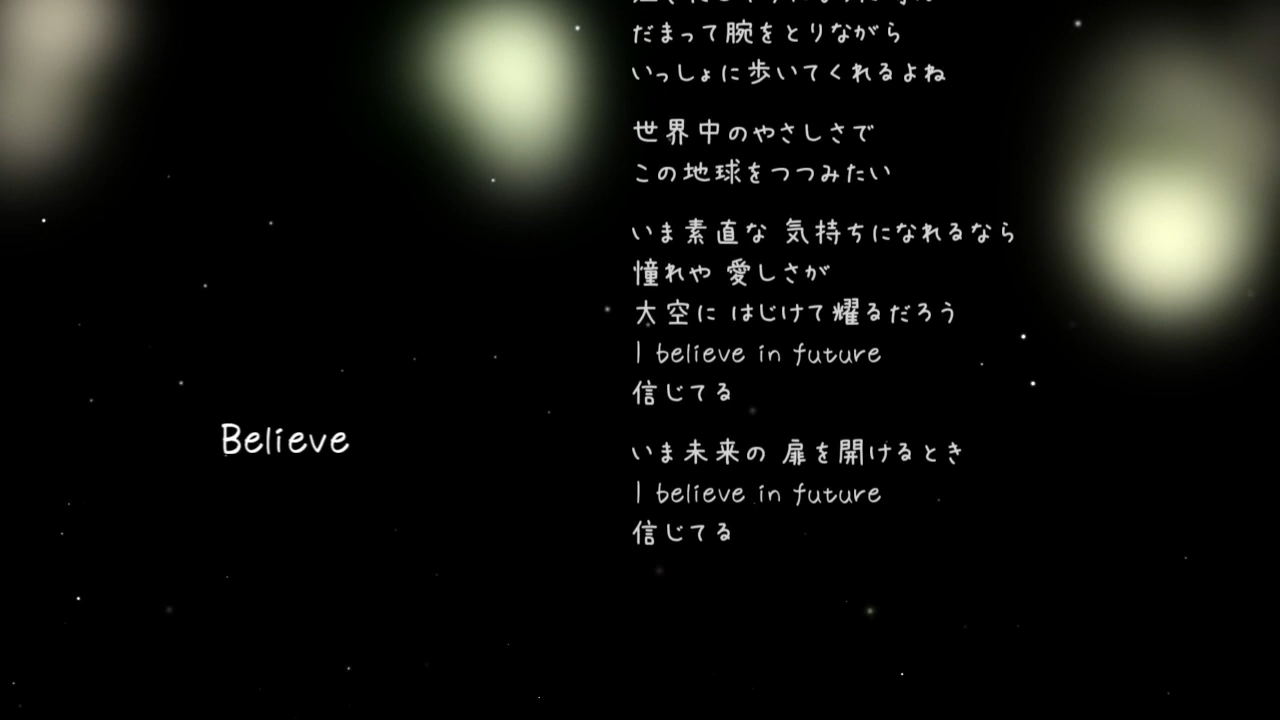 だまって腕をとりながら
いっしょに歩いてくれるよね
世界中のやさしさで
この地球をつつみたい
いま素直な 気持ちになれるなら
憧れや 愛しさが
大空に はじけて耀るだろう
I believe in future
信じてる
いま未来の 扉を開けるとき
I believe in future
信じてる
Believe